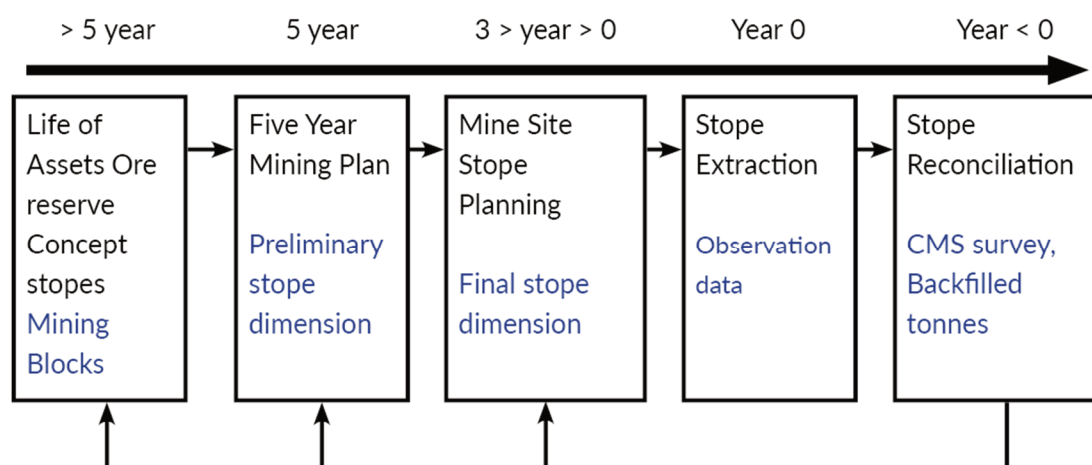 > 5 year
5 year
3 > year > 0
Year 0
Year < 0
Life of
Assets Ore
reserve
Concept
stopes
Mining
Blocks
Five Year
Mining Plan
Preliminary
stope
dimension
Mine Site
Stope
Planning
Final stope
dimension
Stope
Extraction
Observation
data
Stope
Reconciliation
CMS survey,
Backfilled
tonnes